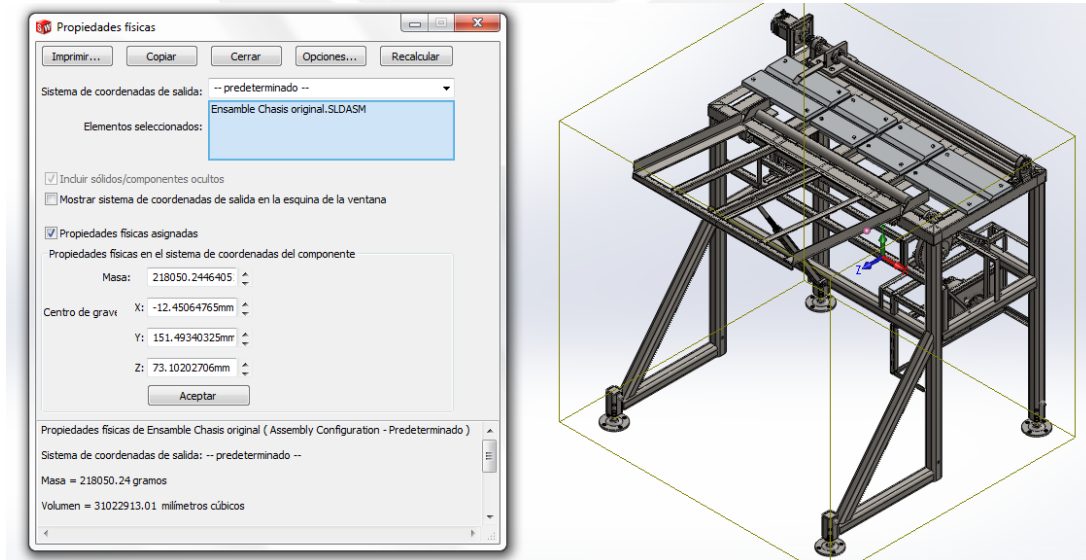 SW Propiedades físicas
Imprimir... Copiar Cerrar Opciones... Recalcular
Sistema de coordenadas de salida: -- predeterminado --
Ensamble Chasis original.SLDASM
Elementos seleccionados:
Incluir sólidos/componentes ocultos
Mostrar sistema de coordenadas de salida en la esquina de la ventana
Propiedades físicas asignadas
Propiedades físicas en el sistema de coordenadas del componente
Masa: 218050.2446405
Centro de grave X: -12.45064765mm
Y: 151.49340325mm
Z: 73.10202706mm
Aceptar
Propiedades físicas de Ensamble Chasis original ( Assembly Configuration - Predeterminado )
Sistema de coordenadas de salida: -- predeterminado --
Masa = 218050.24 gramos
Volumen = 31022913.01 milímetros cúbicos
Z